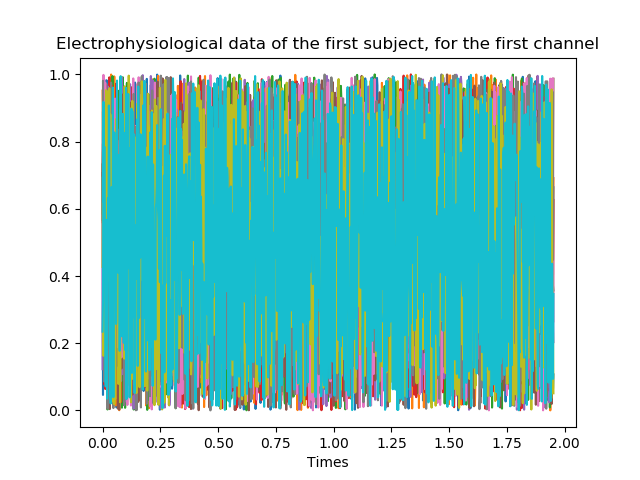 Electrophysiological data of the first subject, for the first channel
1.0
0.8
0.6
0.4
0.2
0.0
0.00 0.25 0.50 0.75 1.00 1.25 1.50 1.75 2.00
Times